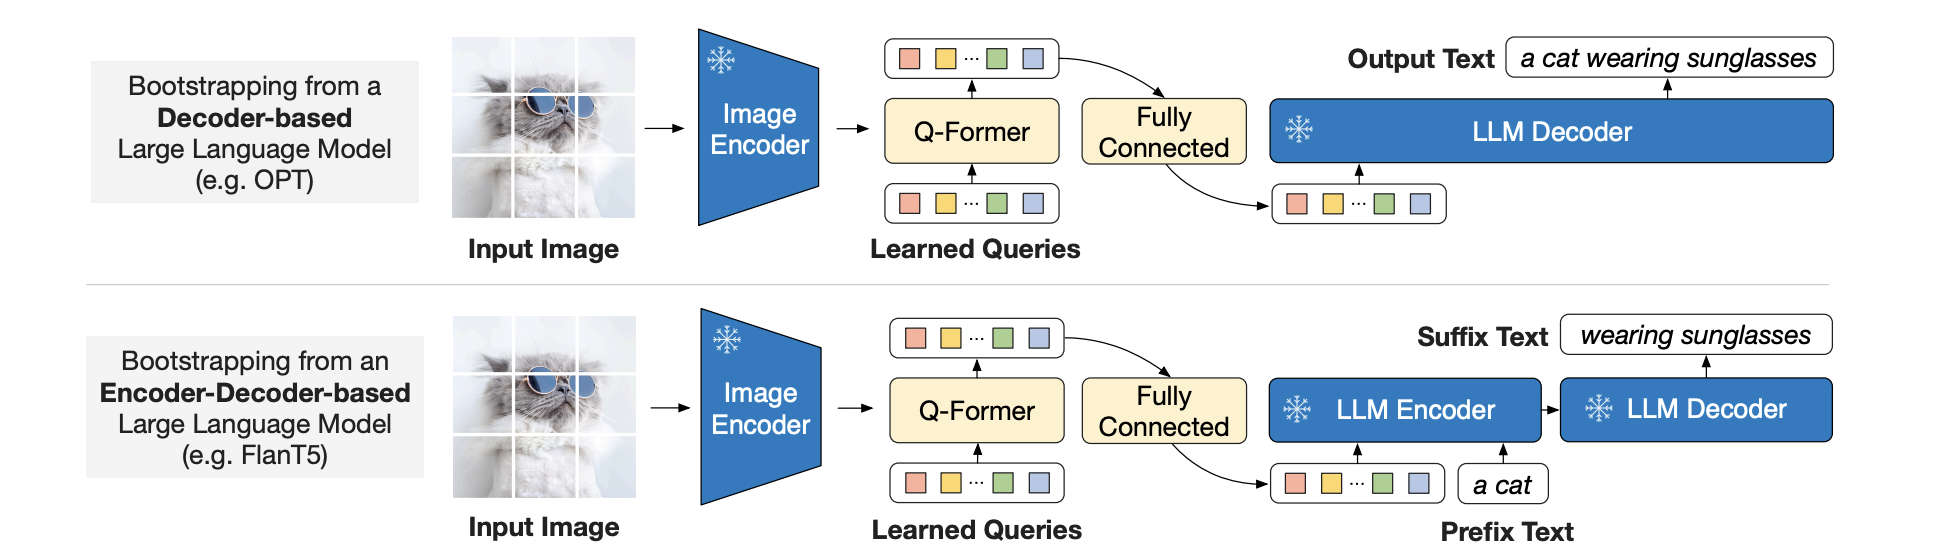 Bootstrapping from a
Decoder-based
Large Language Model
(e.g. OPT)
Input Image
Image
Encoder
...
Q-Former
...
Learned Queries
Fully
Connected
Output Text
a cat wearing sunglasses
LLM Decoder
...
Bootstrapping from an
Encoder-Decoder-based
Large Language Model
(e.g. FlanT5)
Input Image
Image
Encoder
...
Q-Former
...
Learned Queries
Fully
Connected
Suffix Text
wearing sunglasses
LLM Encoder
LLM Decoder
...
a cat
Prefix Text